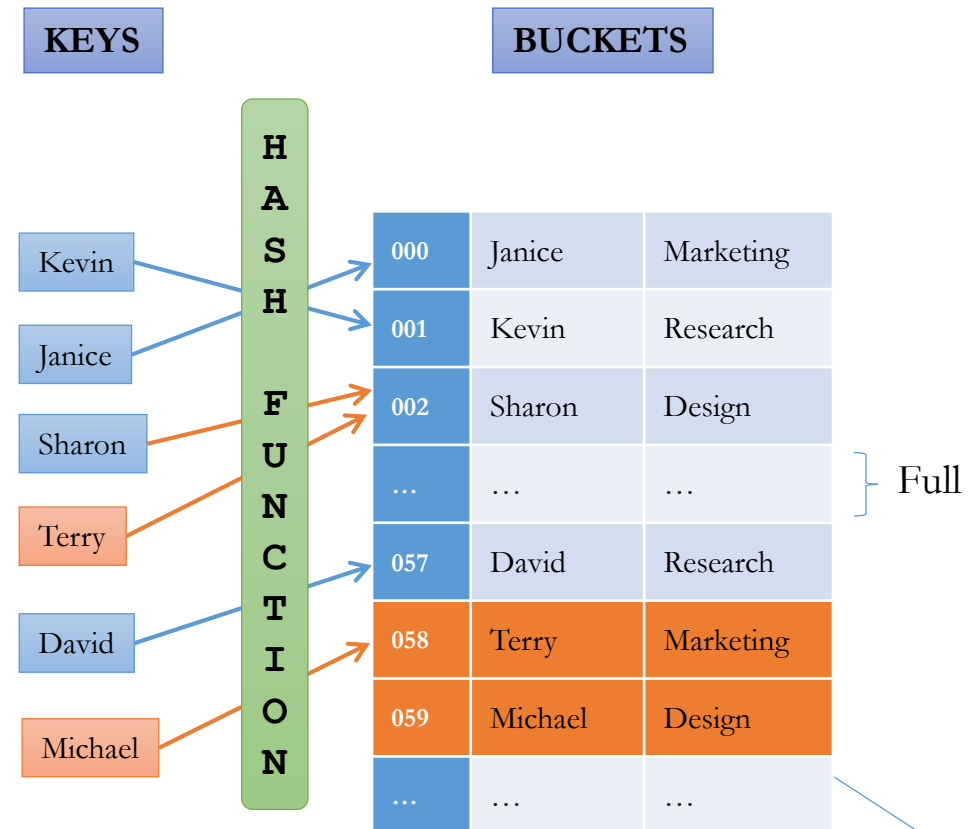 KEYS
BUCKETS
HASH FUNCTION
Kevin
Janice
Sharon
Terry
David
Michael
000 Janice Marketing
001 Kevin Research
002 Sharon Design
... … …
Full
057 David Research
058 Terry Marketing
059 Michael Design
... … …